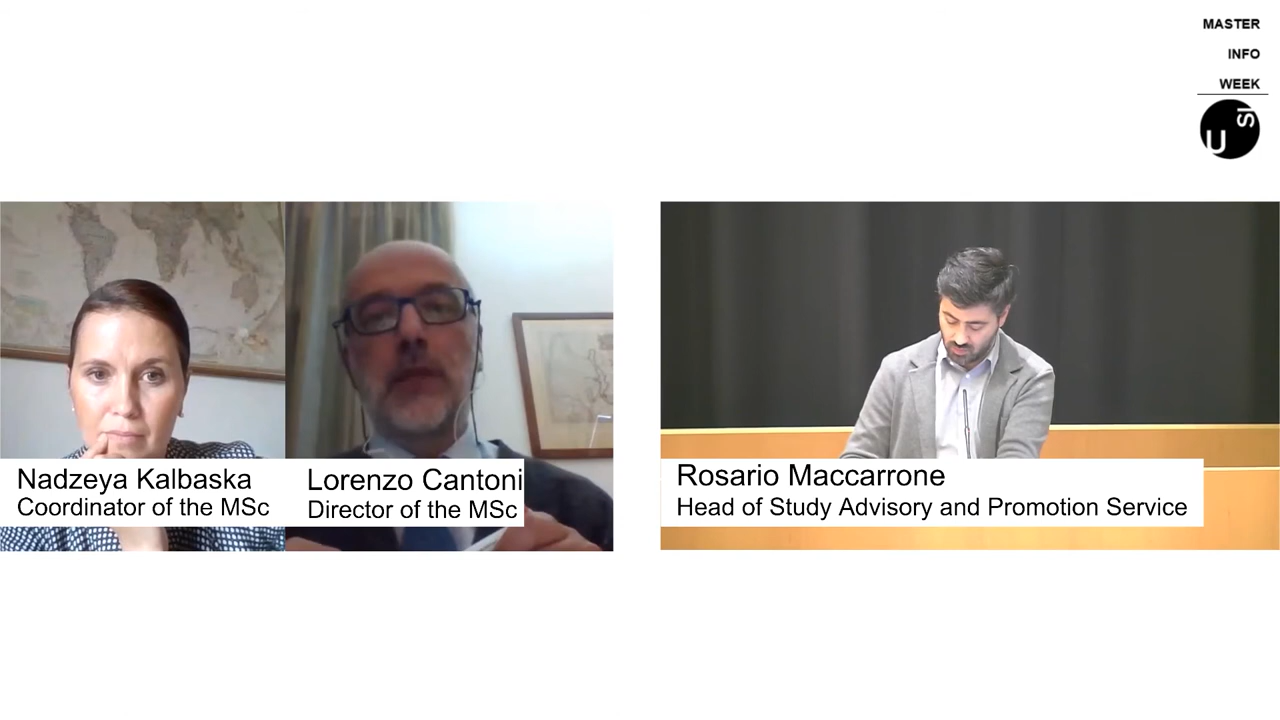 MASTER
INFO
WEEK
USI
Nadzeya Kalbaska
Coordinator of the MSc
Lorenzo Cantoni
Director of the MSc
Rosario Maccarrone
Head of Study Advisory and Promotion Service